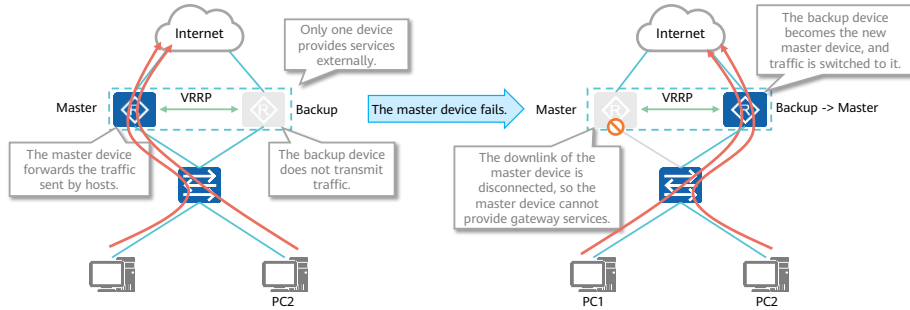 Internet
Only one device
provides services
externally.
Master
VRRP
R
R
Backup
The master device
forwards the traffic
sent by hosts.
The backup device
does not transmit
traffic.
PC2
The master device fails.
Internet
The backup device
becomes the new
master device, and
traffic is switched to it.
Master
R
VRRP
R
Backup -> Master
The downlink of the
master device is
disconnected, so the
master device cannot
provide gateway services.
PC1
PC2